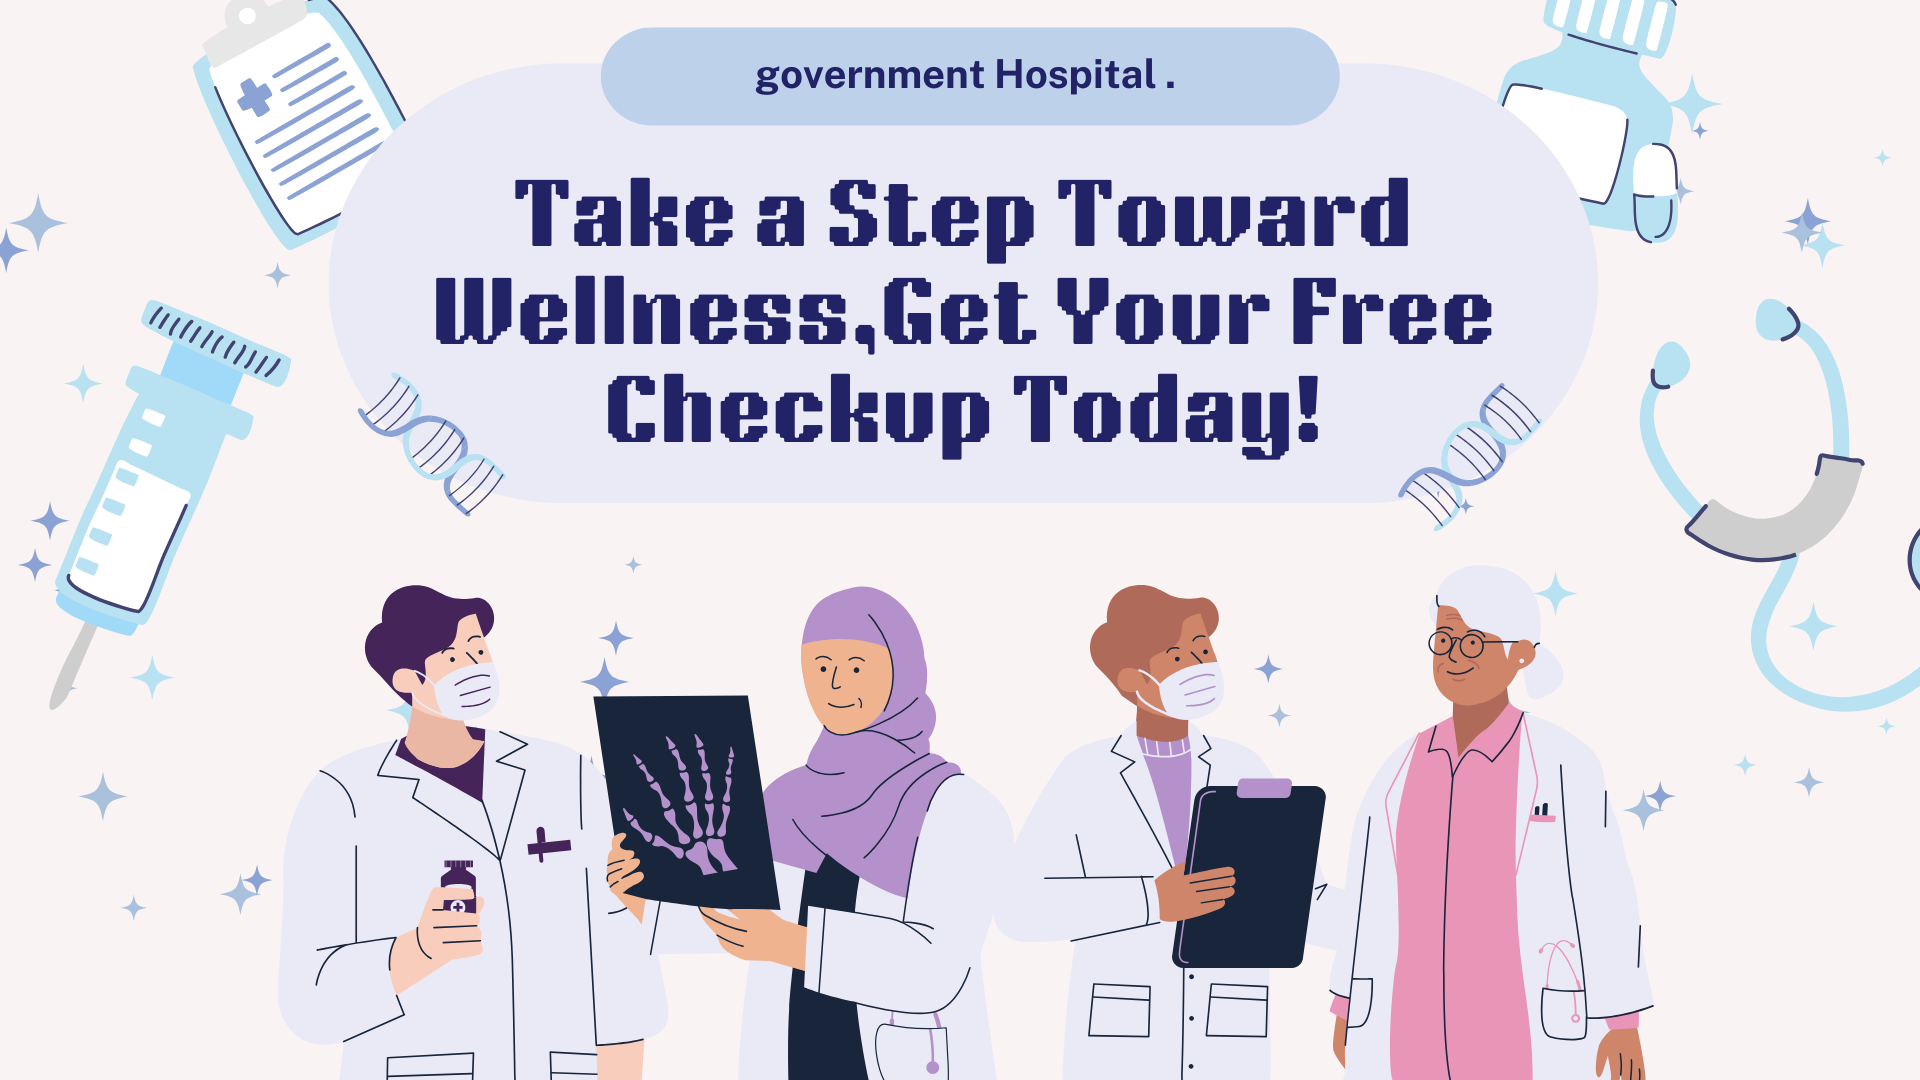 government Hospital .
Take a Step Toward
Wellness,Get Your Free
Checkup Today!